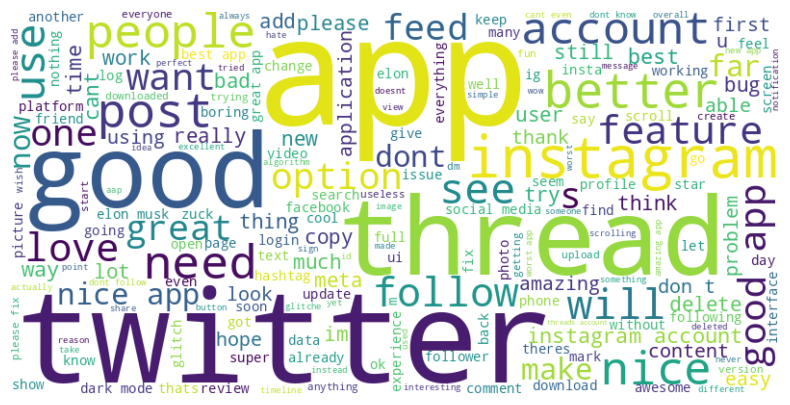 another
nothing
people
best app
time
bad
add please feed
keep
many
account
everyone
cant even
dont know
always
overall
first
u
feel
please add
use
work
cant
log
want
hate
perfect
tried
change
elon
app
everything
well
doesnt
view
fun
message
still
best
ig
insta
wow
simple
far
new app
screen
notification
platform
friend
downloaded
trying
great app
boring
application
better
working
able
bug
scroll
now
one
post
using
really
idea
excellent
algorithm
new
video
dont
give
issue
user
say
thank
create
feature
picture
wish
start
good
aap
option
instagram
worst
go
dm
see
try
s
seem
profile
star
find
someone
think
problem
app
elon musk
zuck
useless
image
search
facebook
cool
social media
going
love
great
thing
open
page
login
text
much
full
copy
thread
fix
photo
getting
upload
scrolling
worst app
something
let
amazing app
day
way
lot
need
hashtag
even
ui
meta
follow
amazing
phone
will
don t
delete
without
following
good
interface
actually
point
dont follow
nice app
look
update
soon
please fix
know
glitch
share
button
twitter
glitche yet
got
hope
super
im
id
sign
made
data
already
follower
experience
m
used
back
instagram account
threads account
theres
mark
content
deleted
never
version
reason
take
show
dark mode
thats
review
timeline
instead
anything
ok
interesting
comment
make
download
nice
awesome
easy
different